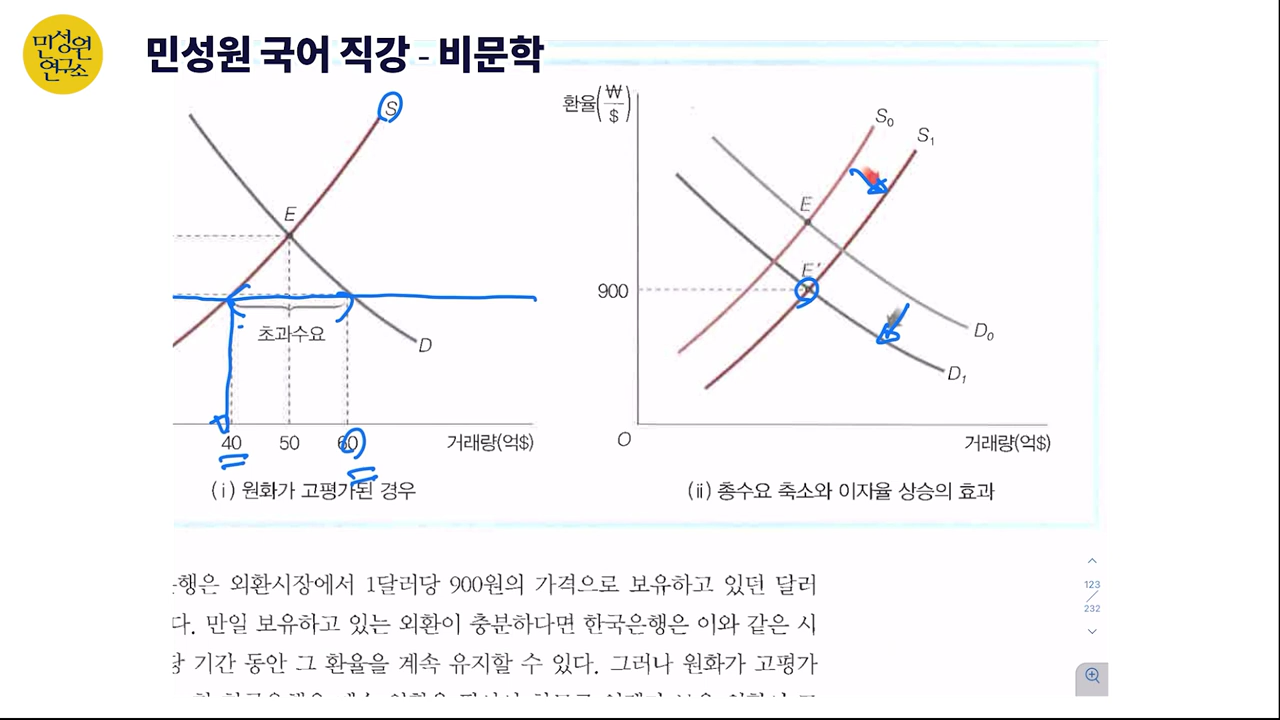 민성원
연구소
민성원 국어 직강 - 비문학
S
E
초과수요
D
40 50 60 거래량(억$)
(ⅰ) 원화가 고평가된 경우
환율(₩/$)
S₀
S₁
E
E′
900
D₀
D₁
O 거래량(억$)
(ⅱ) 총수요 축소와 이자율 상승의 효과
행은 외환시장에서 1달러당 900원의 가격으로 보유하고 있던 달러
다. 만일 보유하고 있는 외환이 충분하다면 한국은행은 이와 같은 시
기간 동안 그 환율을 계속 유지할 수 있다. 그러나 원화가 고평가
123
232